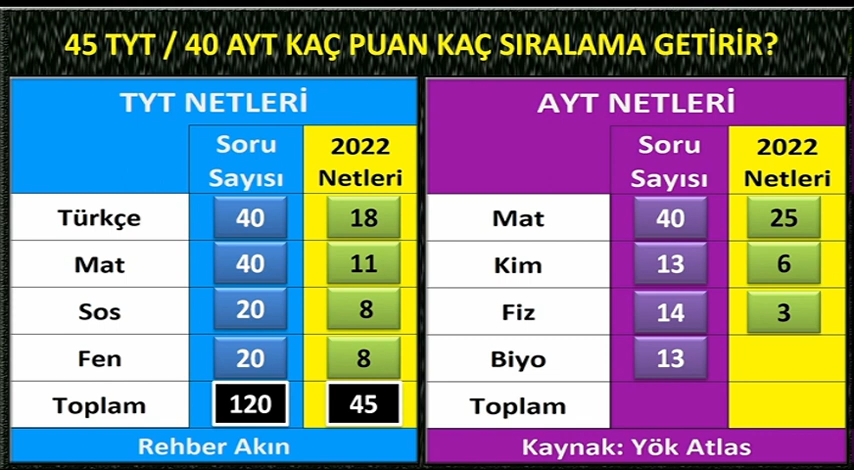 45 TYT / 40 AYT KAÇ PUAN KAÇ SIRALAMA GETİRİR?
TYT NETLERİ
Soru Sayısı 2022 Netleri
Türkçe 40 18
Mat 40 11
Sos 20 8
Fen 20 8
Toplam 120 45
Rehber Akın
AYT NETLERİ
Soru Sayısı 2022 Netleri
Mat 40 25
Kim 13 6
Fiz 14 3
Biyo 13
Toplam
Kaynak: Yök Atlas